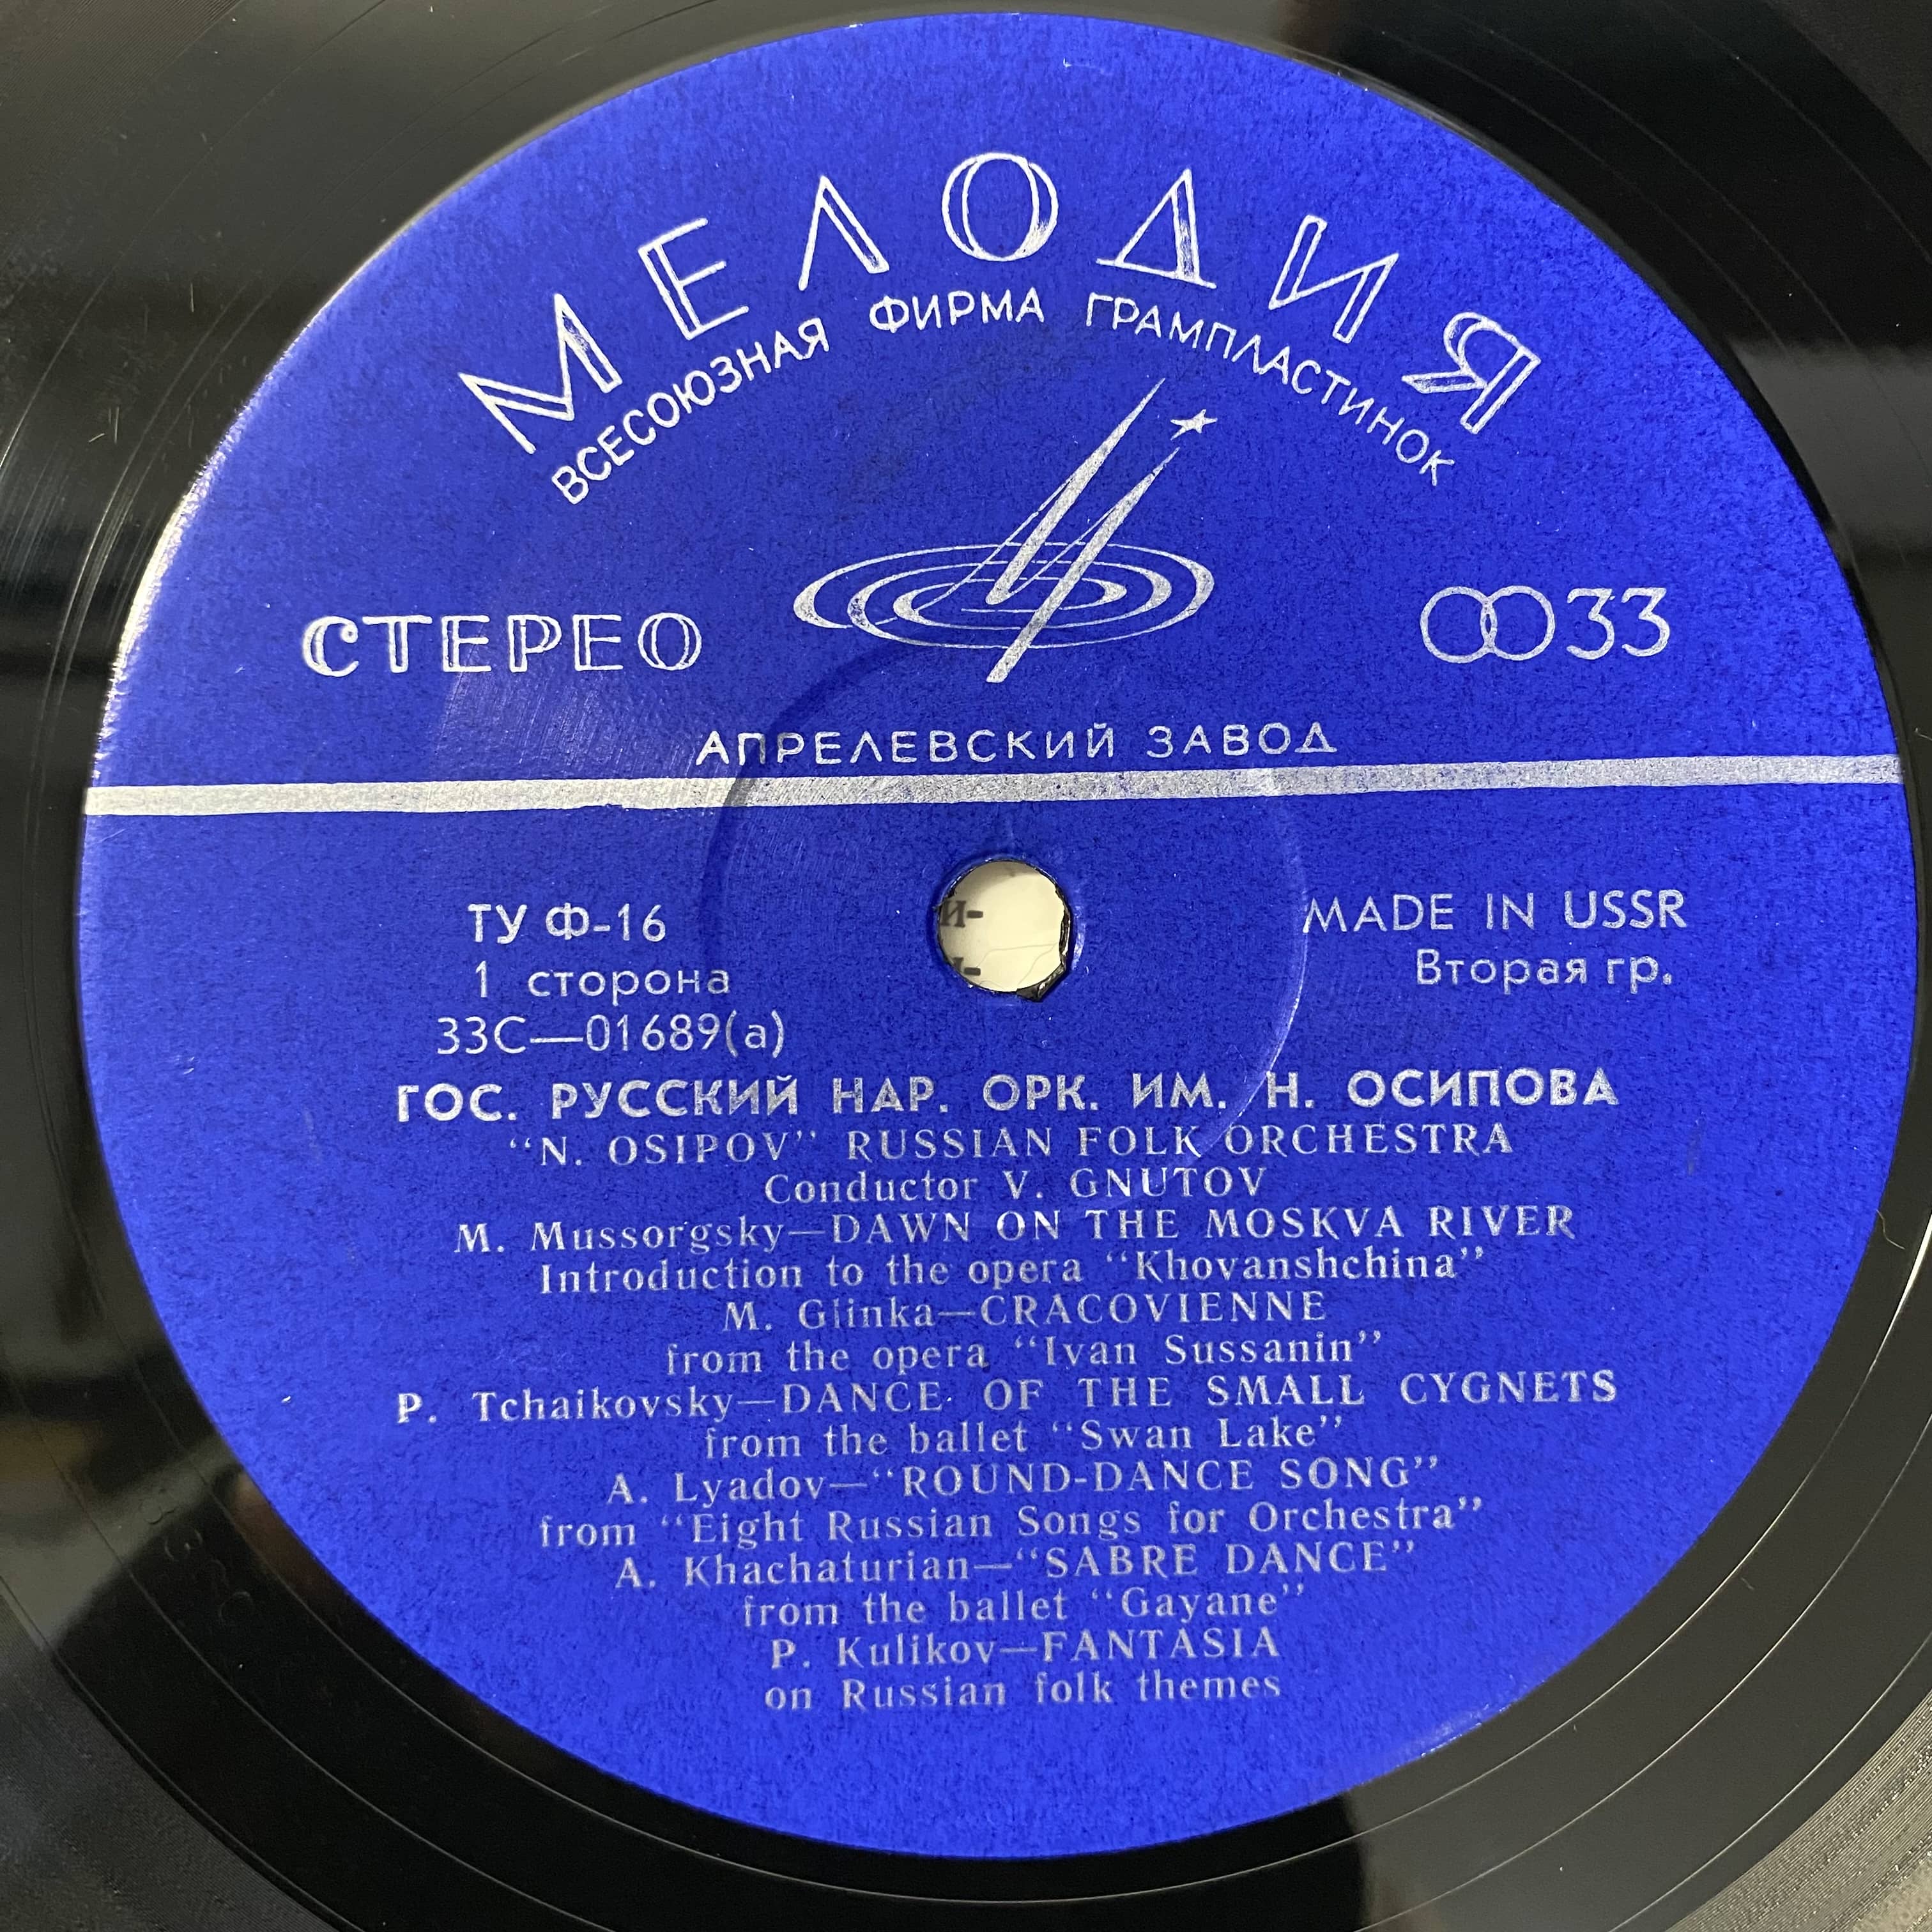 МЕЛОДИЯ
ВСЕСОЮЗНАЯ ФИРМА ГРАМПЛАСТИНОК
СТЕРЕО
33
АПРЕЛЕВСКИЙ ЗАВОД
ТУ Ф-16
1 сторона
33С—01689(а)
MADE IN USSR
Вторая гр.
ГОС. РУССКИЙ НАР. ОРК. ИМ. Н. ОСИПОВА
“N. OSIPOV” RUSSIAN FOLK ORCHESTRA
Conductor V. GNUTOV
M. Mussorgsky—DAWN ON THE MOSKVA RIVER
Introduction to the opera “Khovanshchina”
M. Glinka—CRACOVIENNE
from the opera “Ivan Sussanin”
P. Tchaikovsky—DANCE OF THE SMALL CYGNETS
from the ballet “Swan Lake”
A. Lyadov—“ROUND-DANCE SONG”
from “Eight Russian Songs for Orchestra”
A. Khachaturian—“SABRE DANCE”
from the ballet “Gayane”
P. Kulikov—FANTASIA
on Russian folk themes